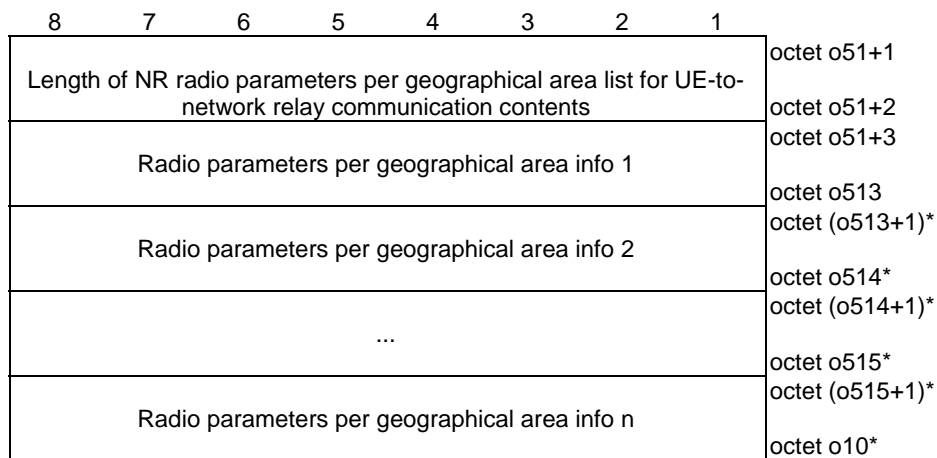 8 7 6 5 4 3 2 1
octet o51+1
Length of NR radio parameters per geographical area list for UE-to-
network relay communication contents
octet o51+2
octet o51+3
Radio parameters per geographical area info 1
octet o513
octet (o513+1)*
Radio parameters per geographical area info 2
octet o514*
octet (o514+1)*
...
octet o515*
octet (o515+1)*
Radio parameters per geographical area info n
octet o10*